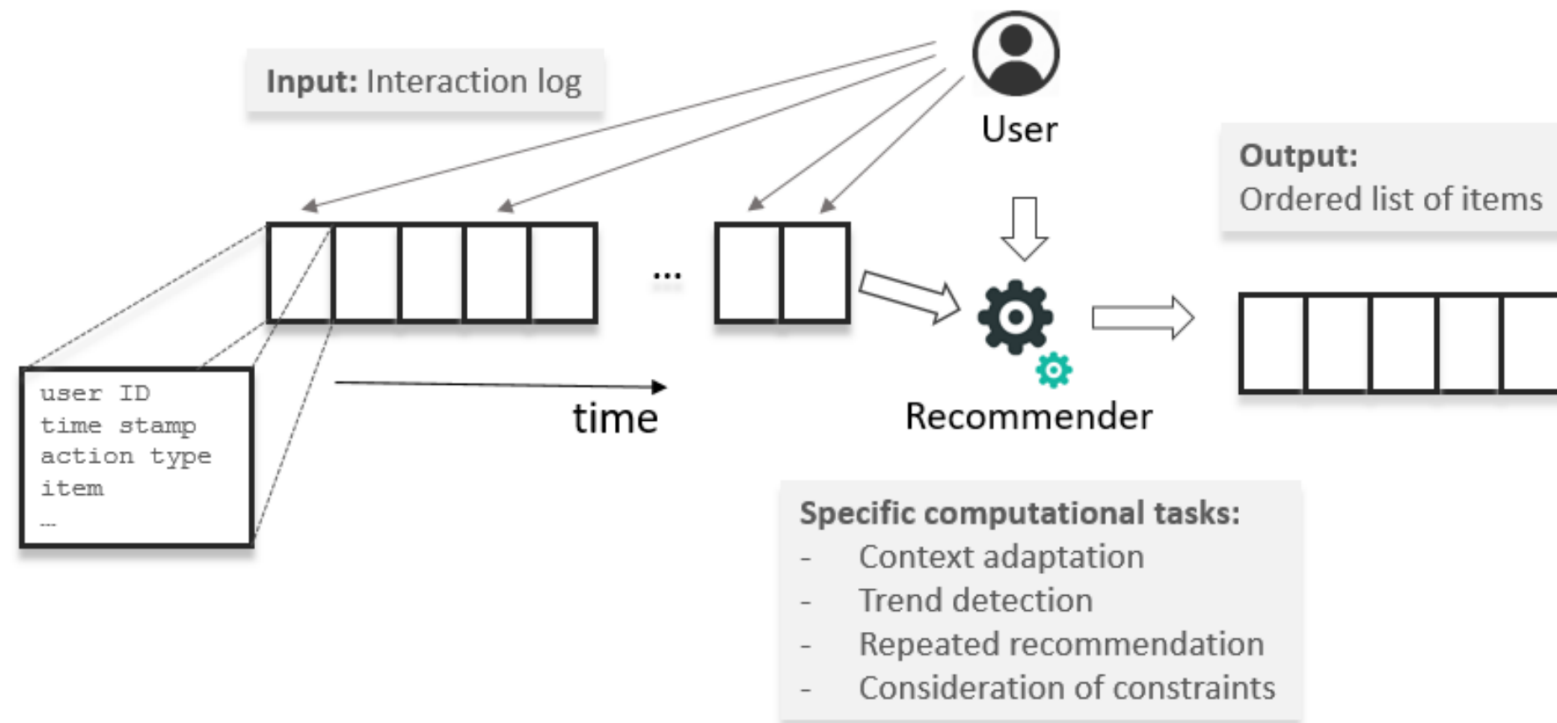 Input: Interaction log
User
Output:
Ordered list of items
...
user ID
time stamp
action type
item
…
time
Recommender
Specific computational tasks:
- Context adaptation
- Trend detection
- Repeated recommendation
- Consideration of constraints